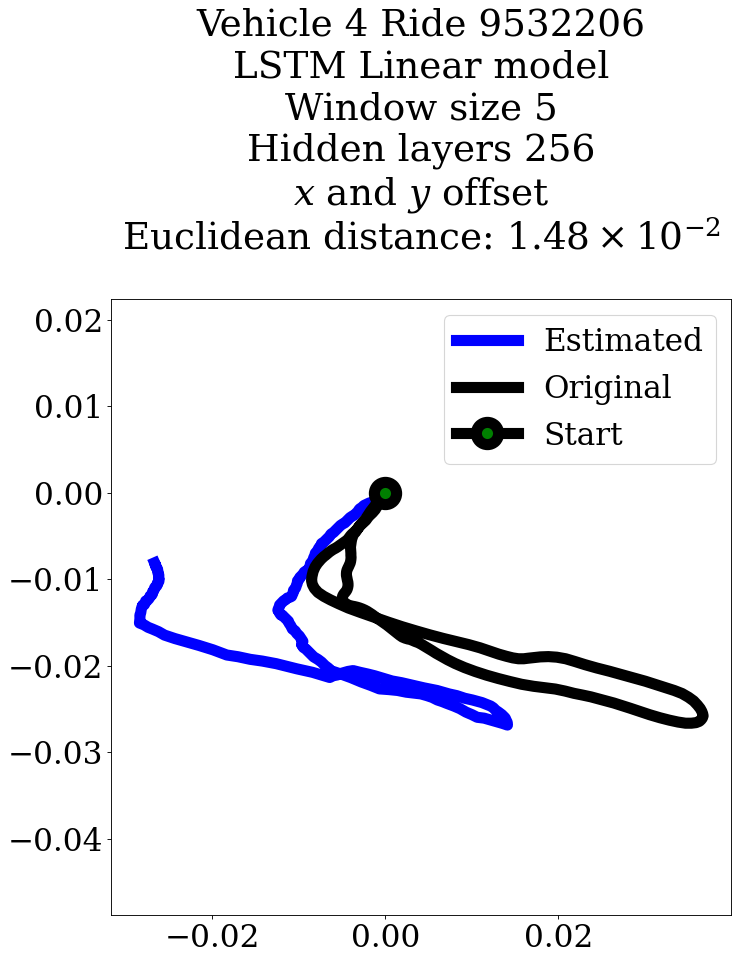 Vehicle 4 Ride 9532206
LSTM Linear model
Window size 5
Hidden layers 256
x and y offset
Euclidean distance: 1.48 × 10⁻²
Estimated
Original
Start
0.02
0.01
0.00
−0.01
−0.02
−0.03
−0.04
−0.02 0.00 0.02